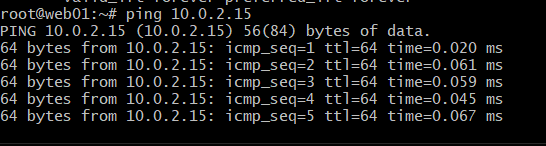 valid_lft forever preferred_lft forever
root@web01:~# ping 10.0.2.15
PING 10.0.2.15 (10.0.2.15) 56(84) bytes of data.
64 bytes from 10.0.2.15: icmp_seq=1 ttl=64 time=0.020 ms
64 bytes from 10.0.2.15: icmp_seq=2 ttl=64 time=0.061 ms
64 bytes from 10.0.2.15: icmp_seq=3 ttl=64 time=0.059 ms
64 bytes from 10.0.2.15: icmp_seq=4 ttl=64 time=0.045 ms
64 bytes from 10.0.2.15: icmp_seq=5 ttl=64 time=0.067 ms